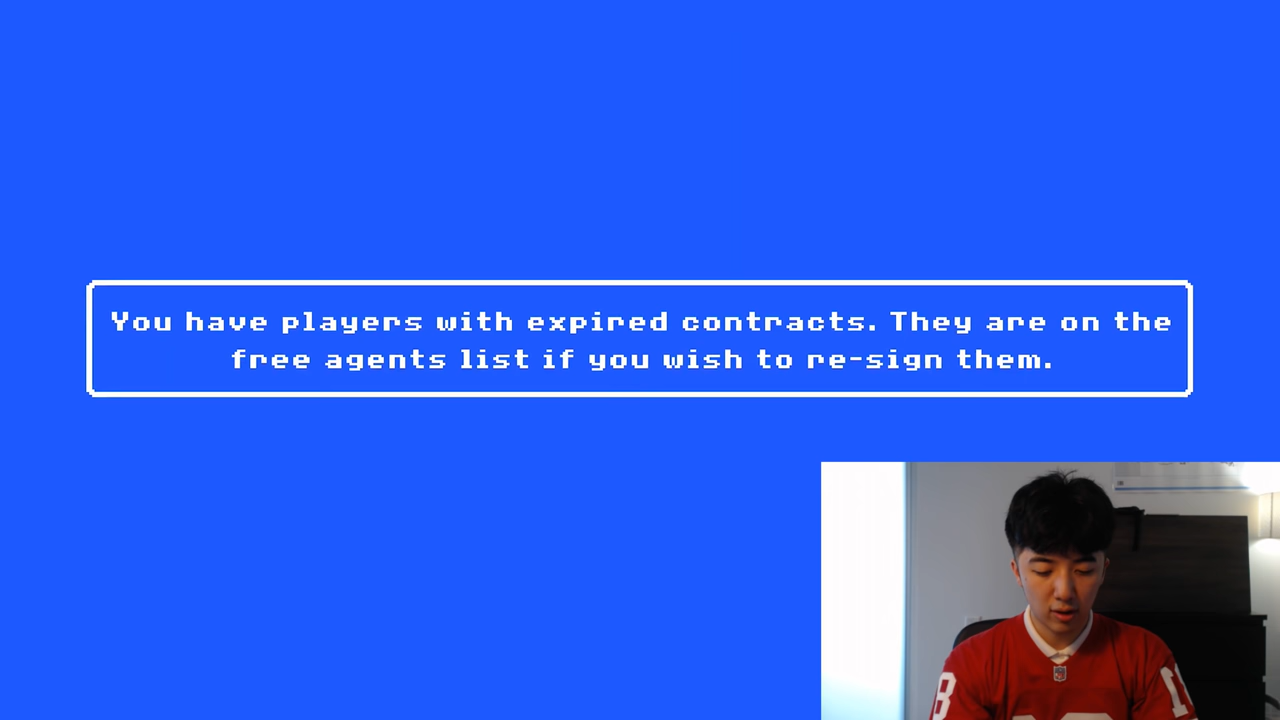 You have players with expired contracts. They are on the
free agents list if you wish to re-sign them.